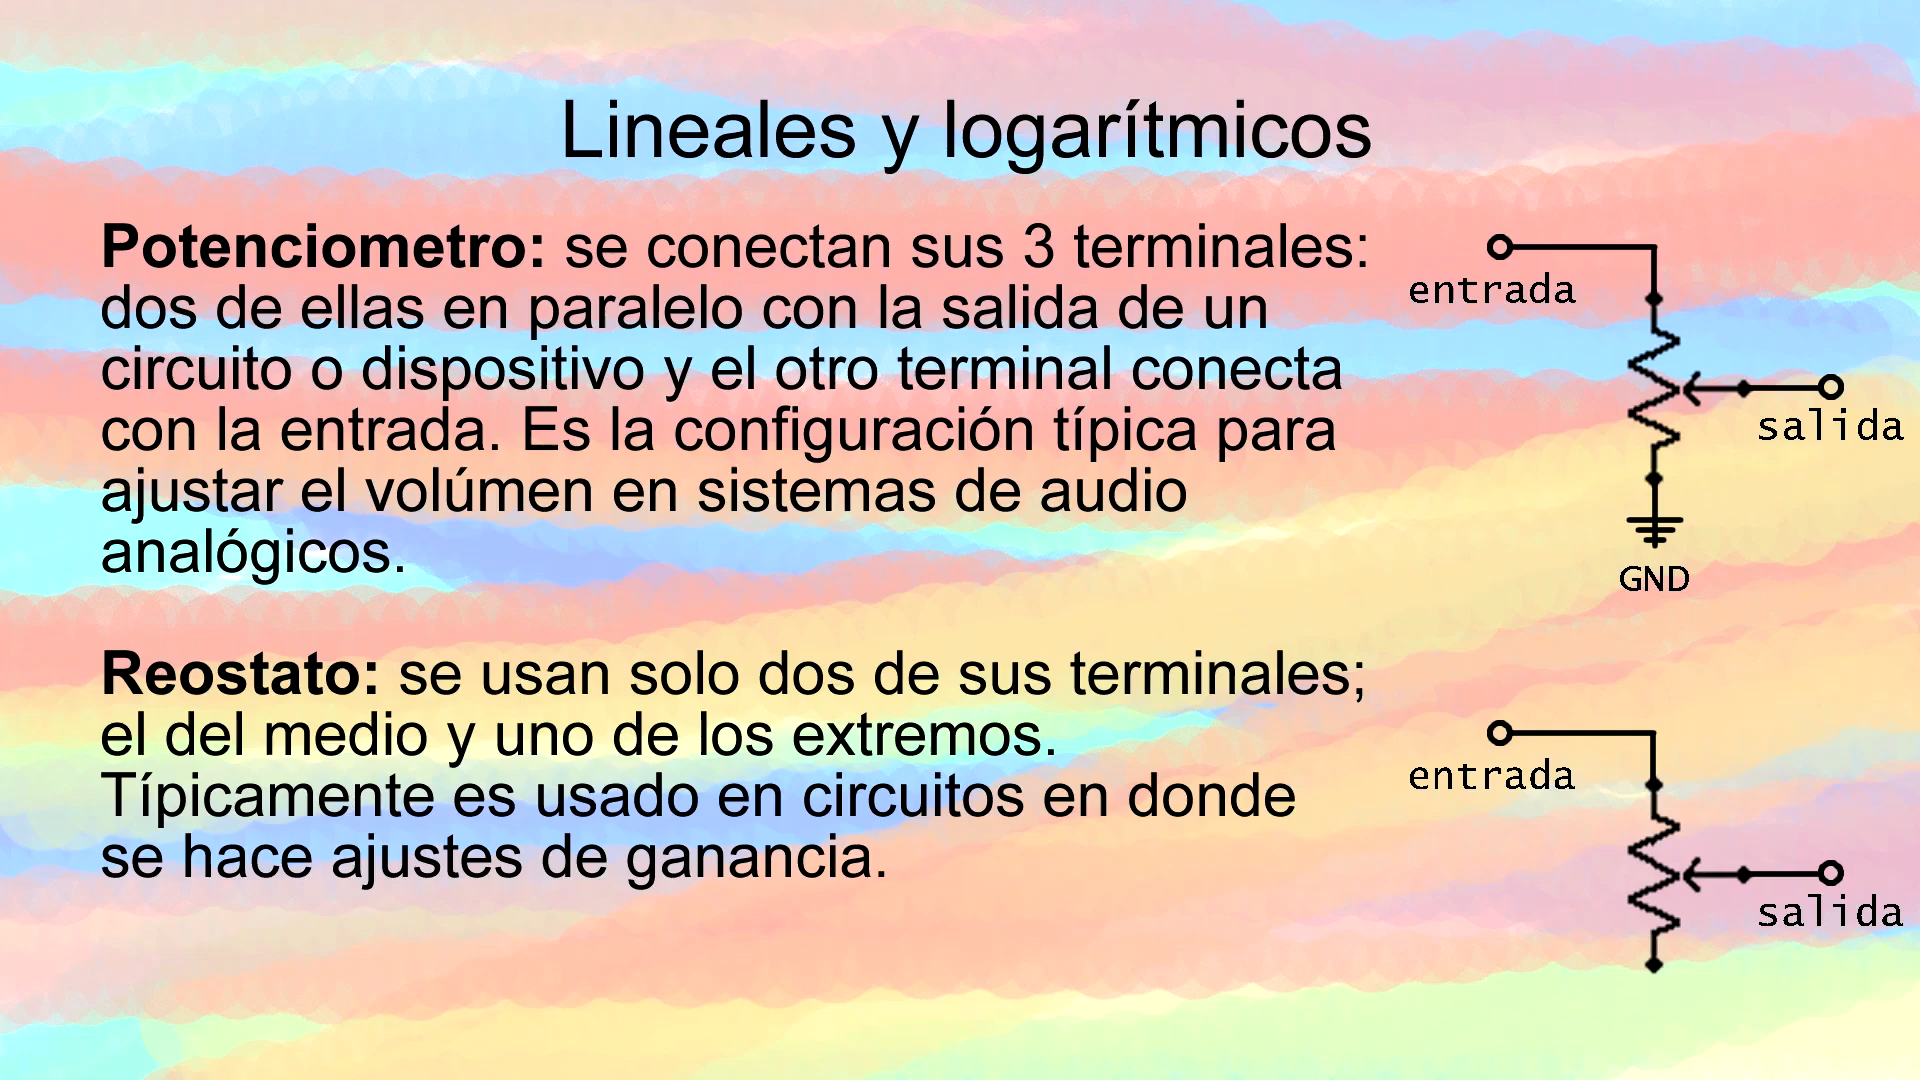 Lineales y logarítmicos
Potenciometro: se conectan sus 3 terminales:
dos de ellas en paralelo con la salida de un
circuito o dispositivo y el otro terminal conecta
con la entrada. Es la configuración típica para
ajustar el volúmen en sistemas de audio
analógicos.
entrada
salida
GND
Reostato: se usan solo dos de sus terminales;
el del medio y uno de los extremos.
Típicamente es usado en circuitos en donde
se hace ajustes de ganancia.
entrada
salida